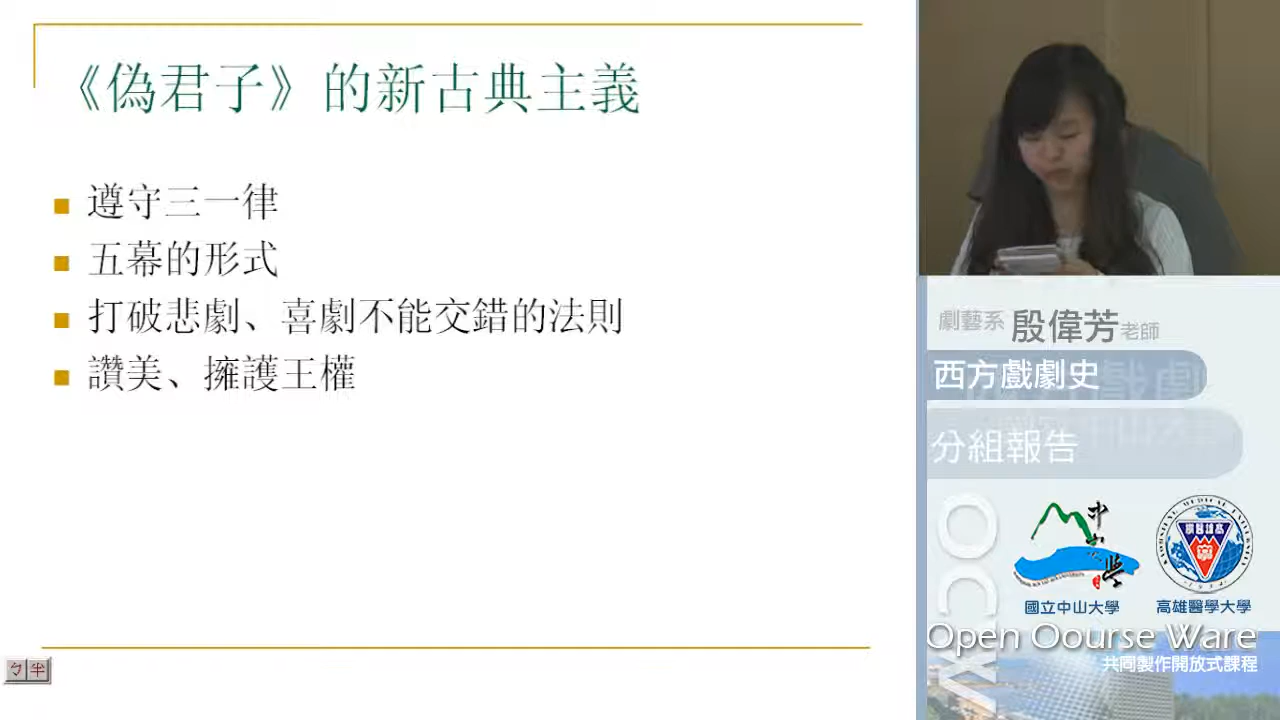 《偽君子》的新古典主義
遵守三一律
五幕的形式
打破悲劇、喜劇不能交錯的法則
讚美、擁護王權
ㄅ半
劇藝系 殷偉芳老師
西方戲劇史
分組報告
國立中山大學
高雄醫學大學
OCW
Open Oourse Ware
共同製作開放式課程